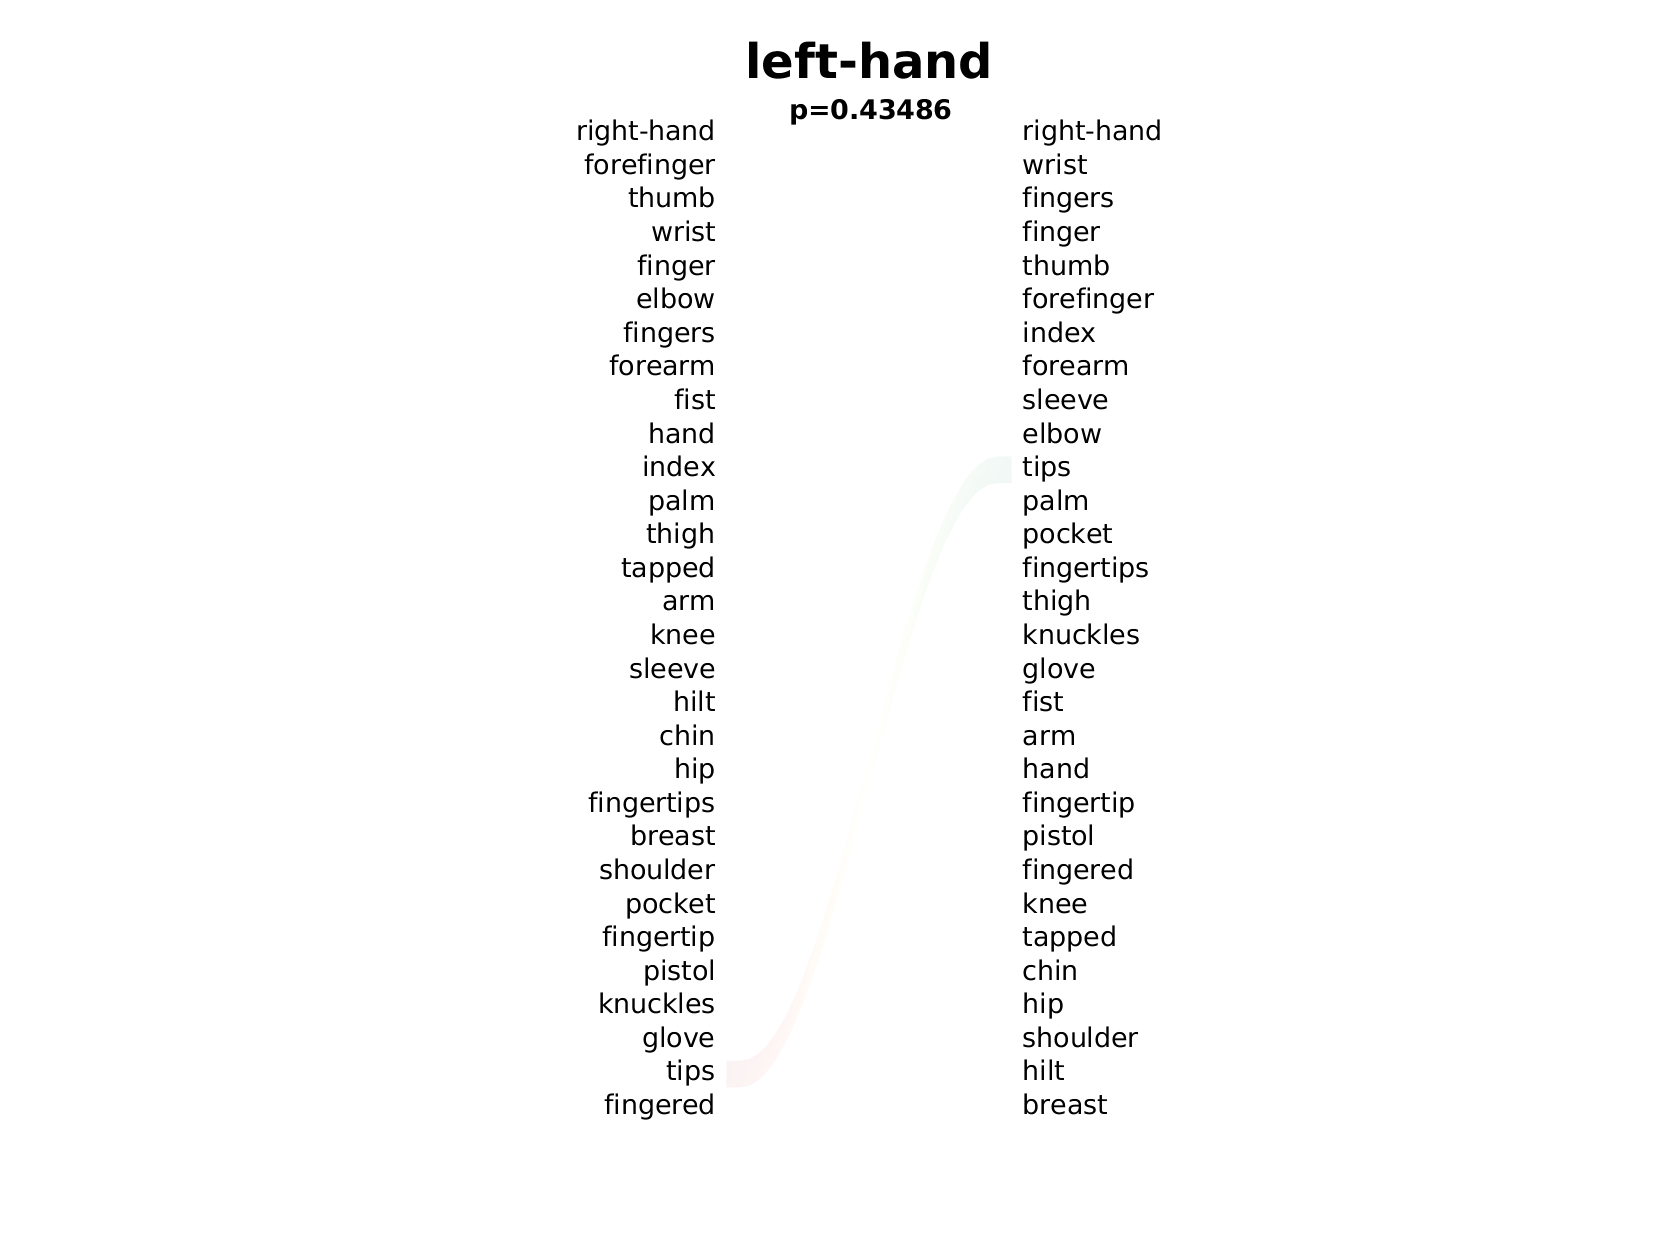 left-hand
p=0.43486
right-hand
forefinger
thumb
wrist
finger
elbow
fingers
forearm
fist
hand
index
palm
thigh
tapped
arm
knee
sleeve
hilt
chin
hip
fingertips
breast
shoulder
pocket
fingertip
pistol
knuckles
glove
tips
fingered
right-hand
wrist
fingers
finger
thumb
forefinger
index
forearm
sleeve
elbow
tips
palm
pocket
fingertips
thigh
knuckles
glove
fist
arm
hand
fingertip
pistol
fingered
knee
tapped
chin
hip
shoulder
hilt
breast